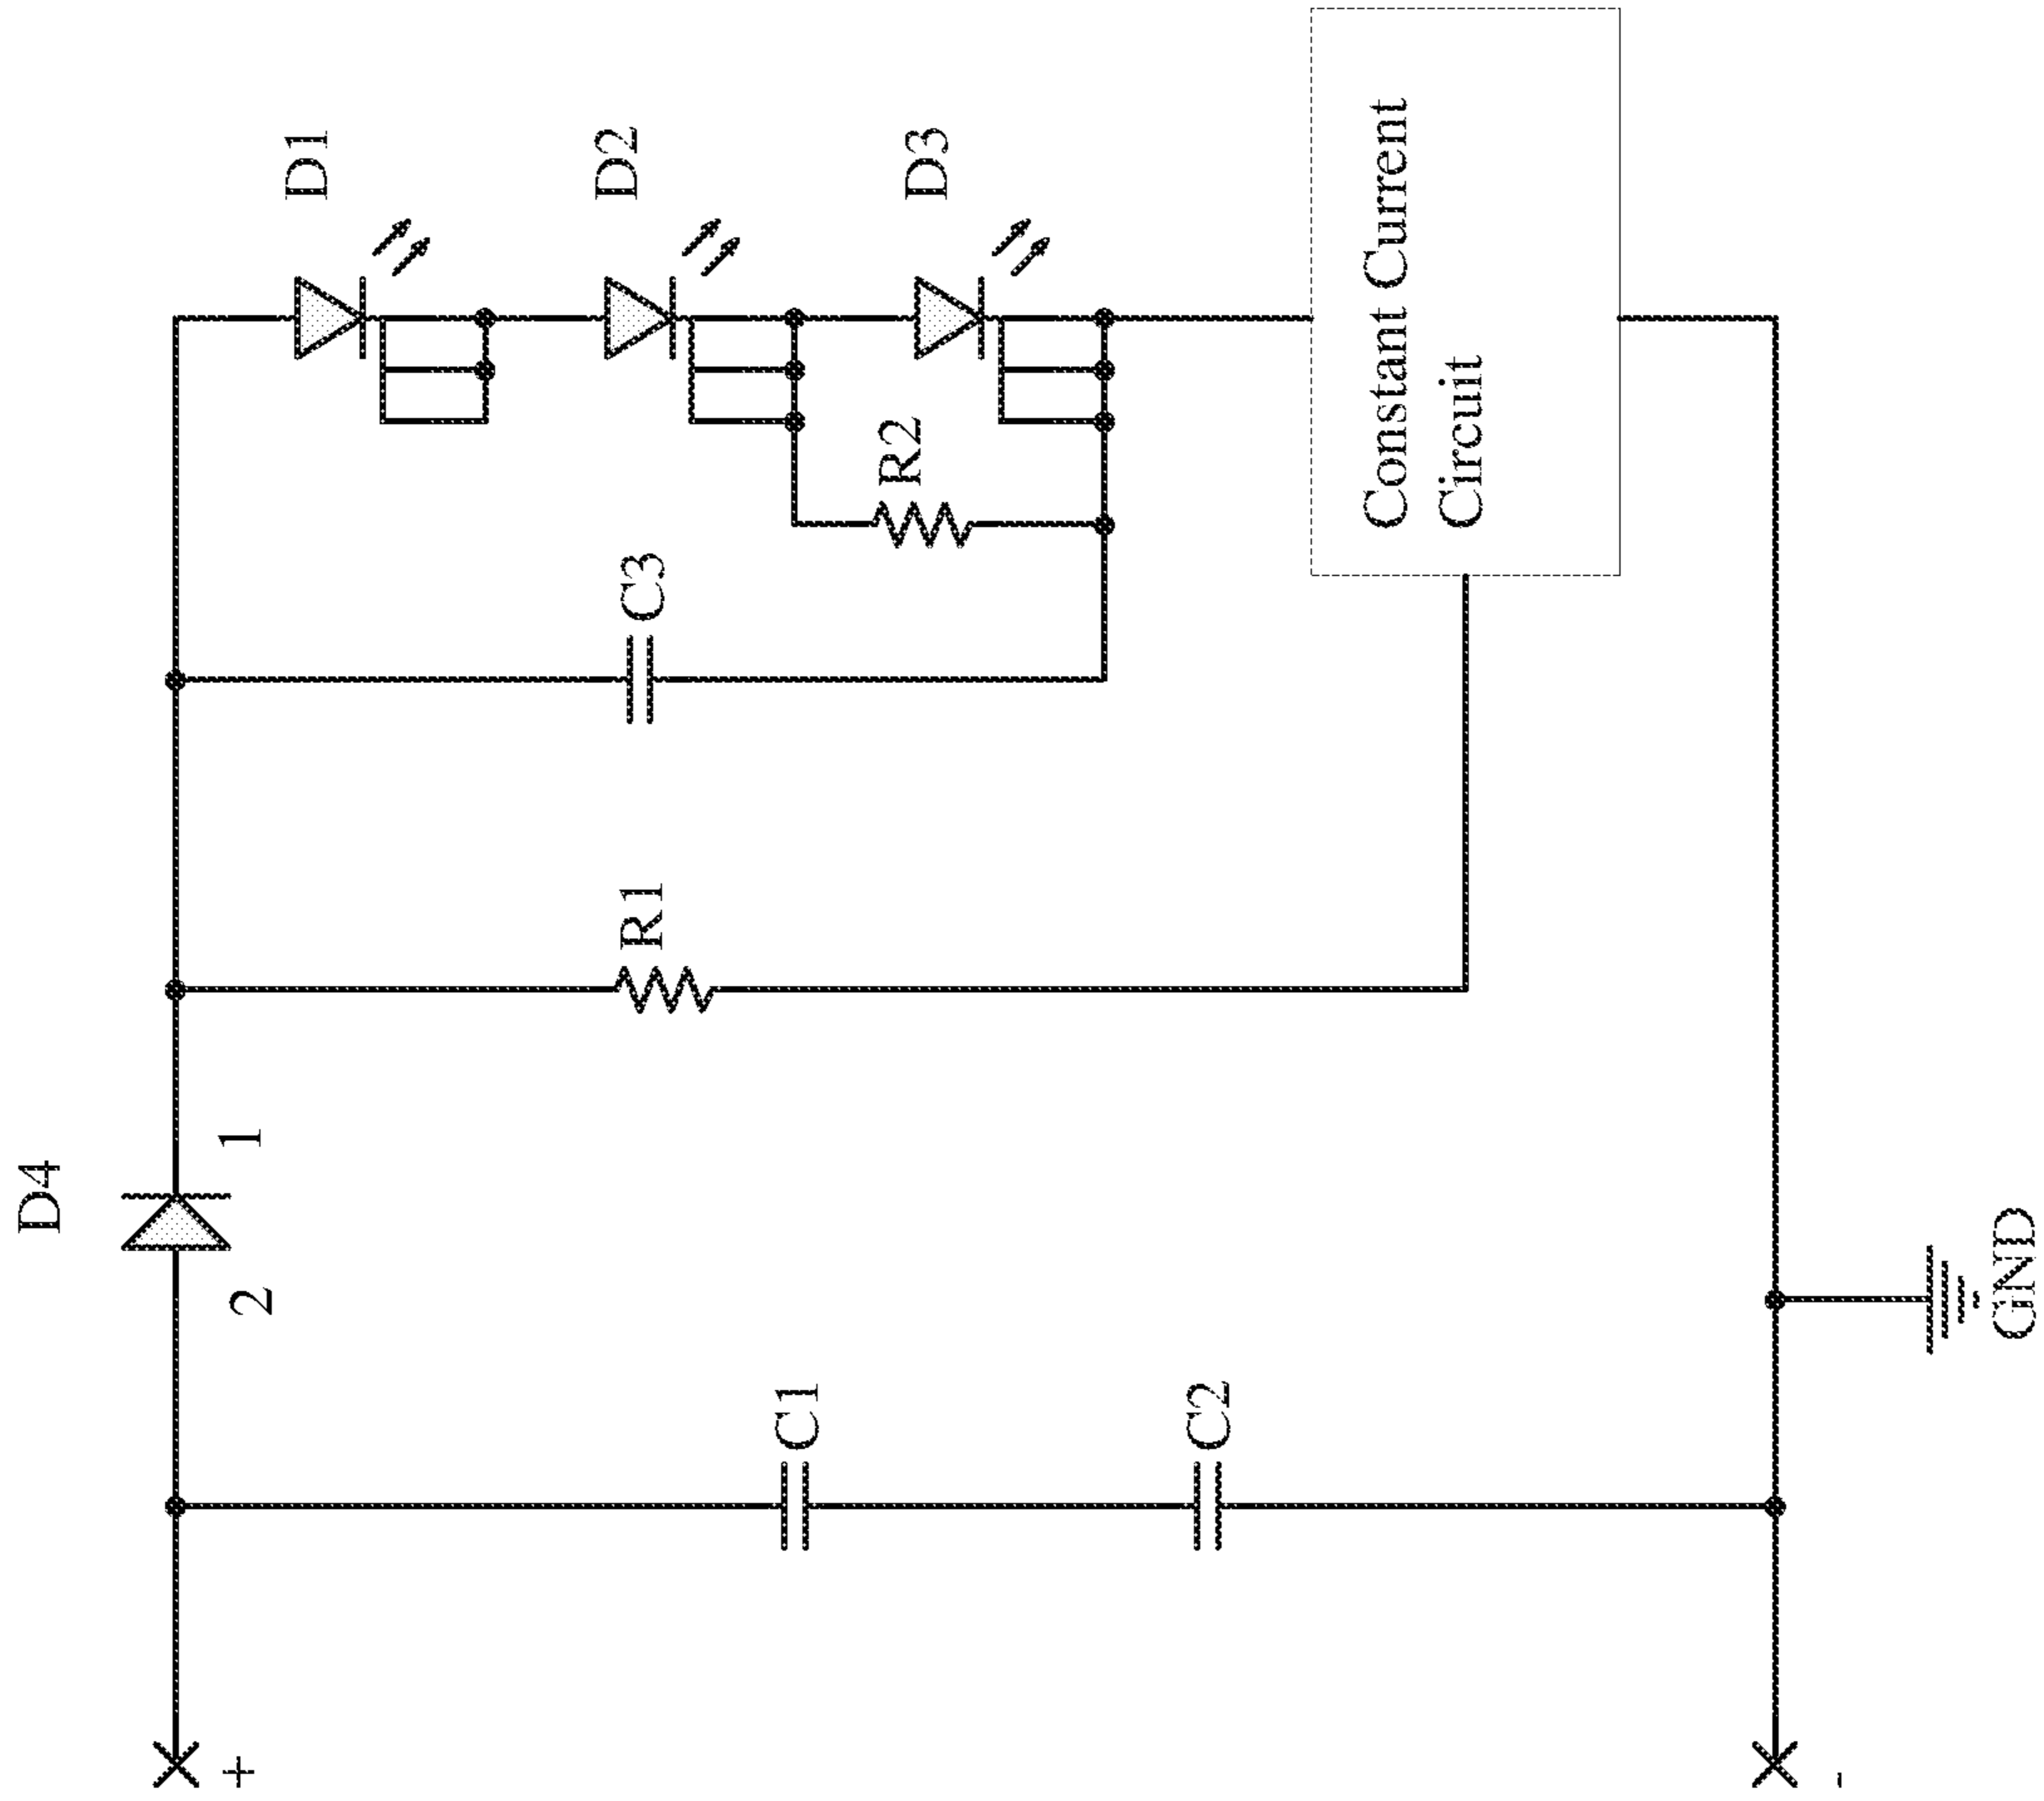 D4
2
1
+
C1
C2
R1
C3
R2
D1
D2
D3
Constant Current
Circuit
GND
-